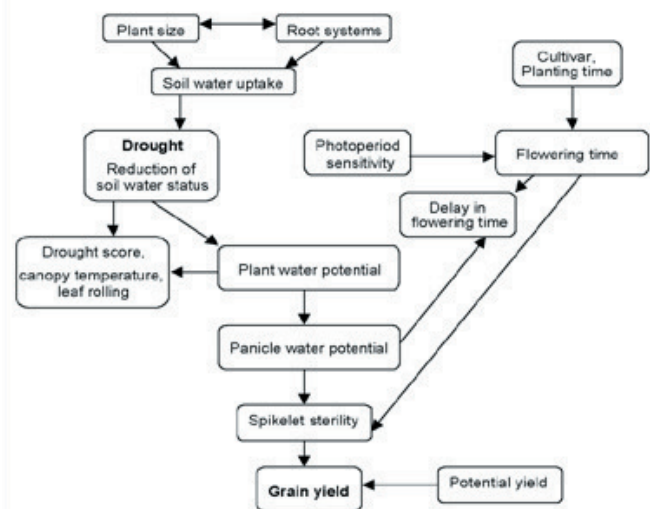 Plant size
Root systems
Soil water uptake
Cultivar,
Planting time
Drought
Reduction of
soil water status
Photoperiod
sensitivity
Flowering time
Delay in
flowering time
Drought score,
canopy temperature,
leaf rolling
Plant water potential
Panicle water potential
Spikelet sterility
Grain yield
Potential yield